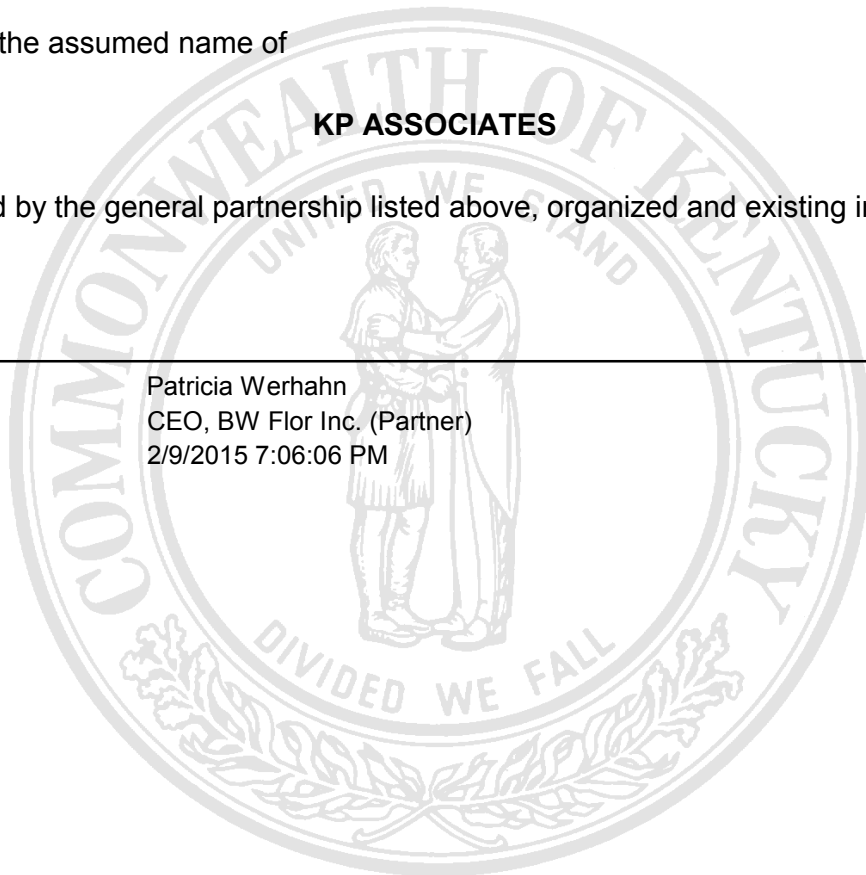 the assumed name of
KP ASSOCIATES
by the general partnership listed above, organized and existing
Patricia Werhahn
CEO, BW Flor Inc. (Partner)
2/9/2015 7:06:06 PM
COMMONWEALTH OF KENTUCKY
UNITED WE STAND
DIVIDED WE FALL